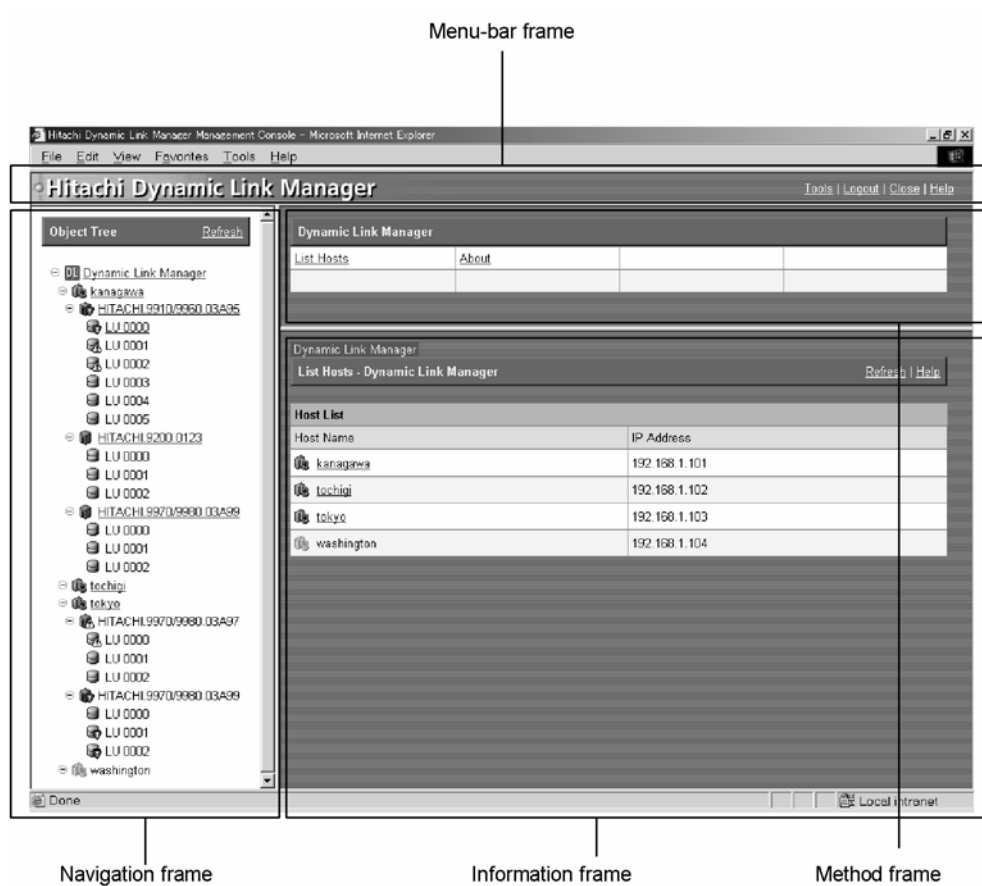 Menu-bar frame
Hitachi Dynamic Link Manager Management Console - Microsoft Internet Explorer
File Edit View Favorites Tools Help
Hitachi Dynamic Link Manager
Tools | Logout | Close | Help
Object Tree Refresh
DL Dynamic Link Manager
kanagawa
HITACHI.9910/9960.03A95
LU 0000
LU 0001
LU 0002
LU 0003
LU 0004
LU 0005
HITACHI.9200.0123
LU 0000
LU 0001
LU 0002
HITACHI.9970/9980.03A99
LU 0000
LU 0001
LU 0002
tochigi
tokyo
HITACHI.9970/9980.03A97
LU 0000
LU 0001
LU 0002
HITACHI.9970/9980.03A99
LU 0000
LU 0001
LU 0002
washington
Dynamic Link Manager
List Hosts About
Dynamic Link Manager
List Hosts - Dynamic Link Manager Refresh | Help
Host List
Host Name IP Address
kanagawa 192.168.1.101
tochigi 192.168.1.102
tokyo 192.168.1.103
washington 192.168.1.104
Done Local intranet
Navigation frame Information frame Method frame